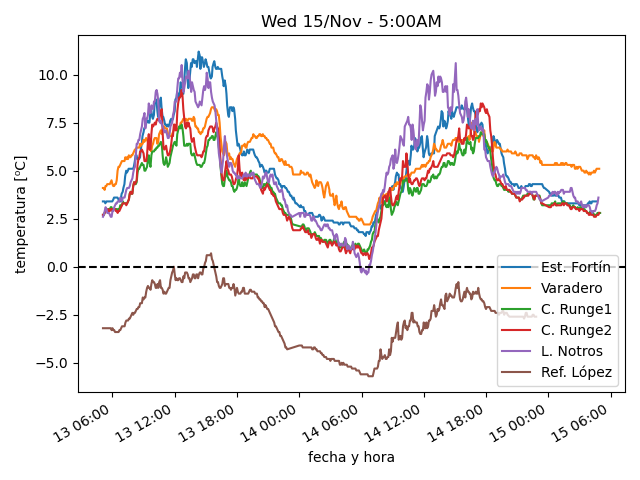 Wed 15/Nov - 5:00AM
temperatura [ºC]
10.0
7.5
5.0
2.5
0.0
−2.5
−5.0
Est. Fortín
Varadero
C. Runge1
C. Runge2
L. Notros
Ref. López
13 06:00
13 12:00
13 18:00
14 00:00
14 06:00
14 12:00
14 18:00
15 00:00
15 06:00
fecha y hora